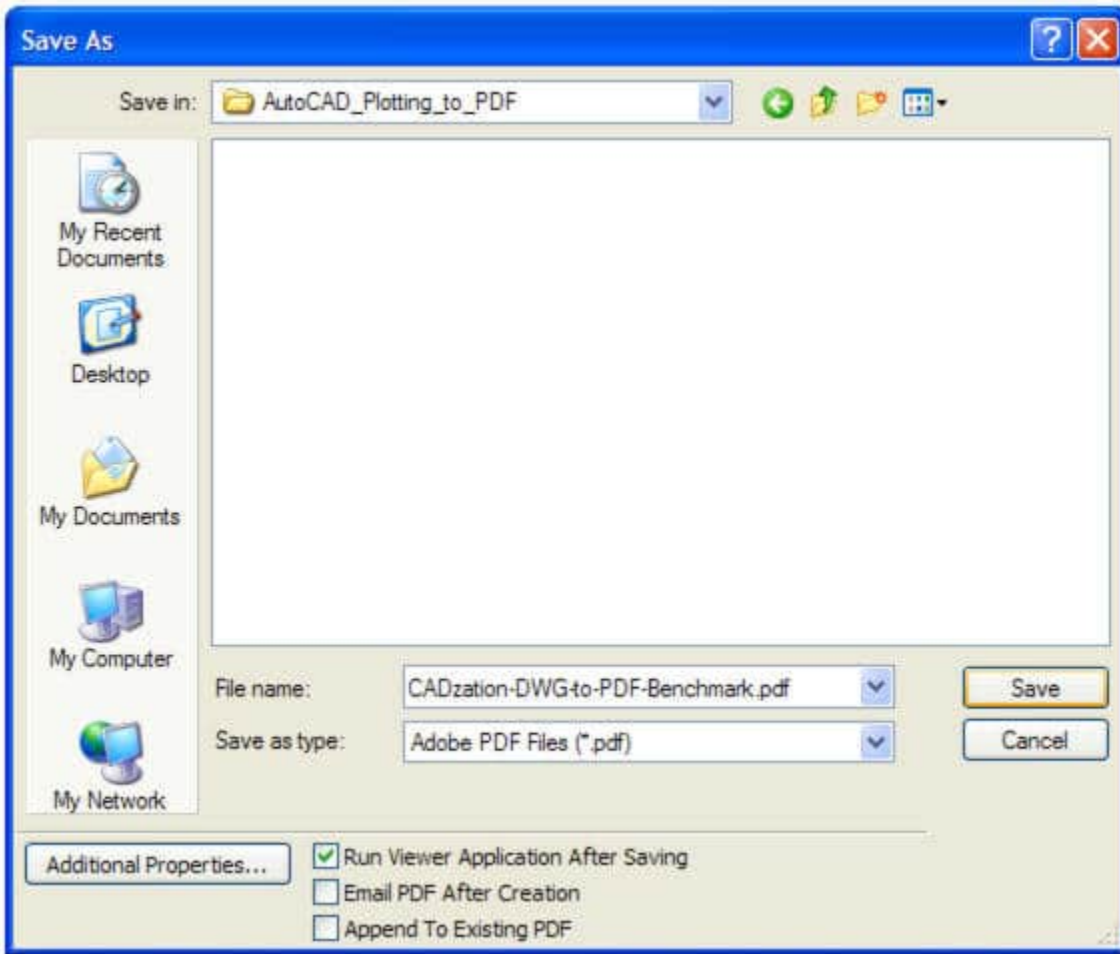 Save As
Save in:
AutoCAD_Plotting_to_PDF
My Recent
Documents
Desktop
My Documents
My Computer
My Network
File name:
CADzation-DWG-to-PDF-Benchmark.pdf
Save
Save as type:
Adobe PDF Files (*.pdf)
Cancel
Additional Properties...
Run Viewer Application After Saving
Email PDF After Creation
Append To Existing PDF